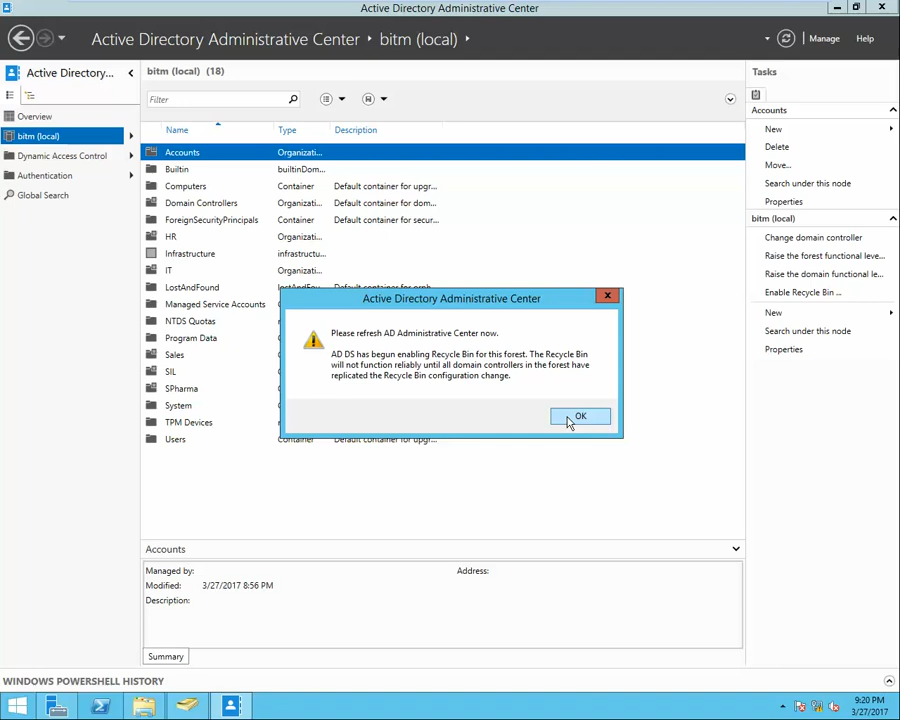 Active Directory Administrative Center
Active Directory Administrative Center • bitm (local) •
Manage
Help
Active Directory...
Overview
bitm (local)
Dynamic Access Control
Authentication
Global Search
bitm (local) (18)
Filter
Name Type Description
Accounts Organizati...
Builtin builtinDom...
Computers Container Default container for upgr...
Domain Controllers Organizati... Default container for dom...
ForeignSecurityPrincipals Container Default container for secur...
HR Organizati...
Infrastructure infrastructu...
IT Organizati...
LostAndFound LostAndFou... Default container for orph...
Managed Service Accounts
NTDS Quotas
Program Data
Sales
SIL
SPharma
System
TPM Devices
Users Container Default container for upgr...
Active Directory Administrative Center
Please refresh AD Administrative Center now.
AD DS has begun enabling Recycle Bin for this forest. The Recycle Bin
will not function reliably until all domain controllers in the forest have
replicated the Recycle Bin configuration change.
OK
Accounts
Managed by:
Address:
Modified: 3/27/2017 8:56 PM
Description:
Summary
Tasks
Accounts
New
Delete
Move...
Search under this node
Properties
bitm (local)
Change domain controller
Raise the forest functional leve...
Raise the domain functional le...
Enable Recycle Bin ...
New
Search under this node
Properties
WINDOWS POWERSHELL HISTORY
9:20 PM
3/27/2017